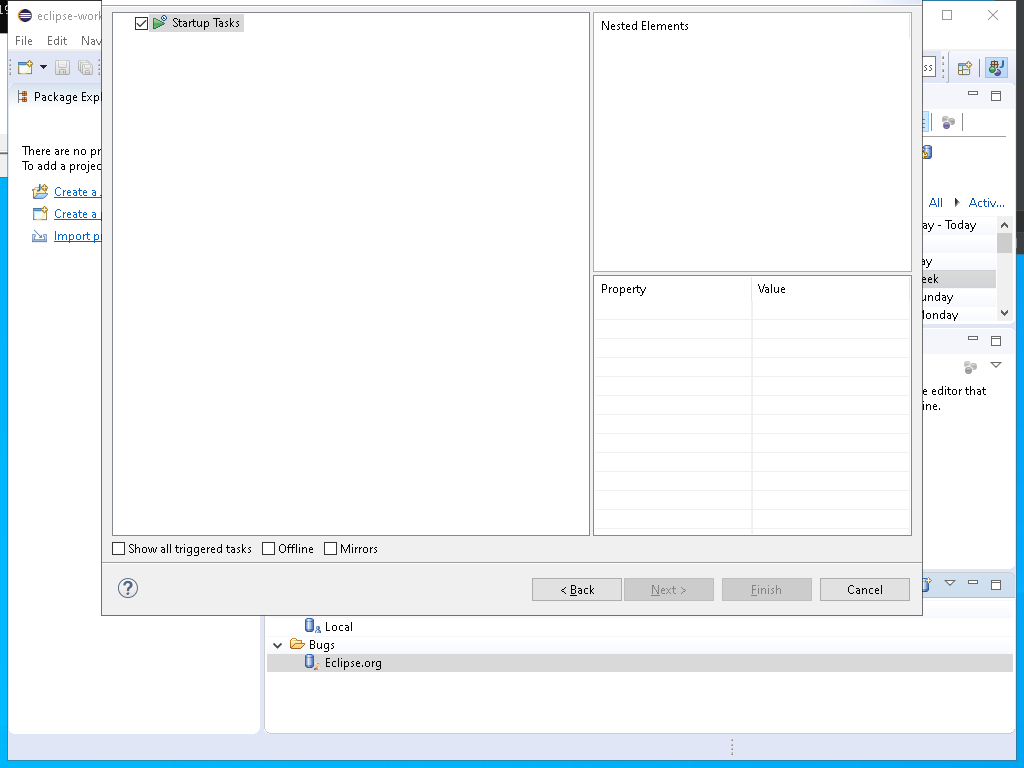 eclipse-work
File Edit Nav
Package Expl
There are no pr
To add a projec
Create a
Create a
Import p
Startup Tasks
Nested Elements
Property Value
Show all triggered tasks Offline Mirrors
< Back Next > Finish Cancel
ss
All Activ...
ay - Today
ay
eek
unday
Monday
e editor that
ine.
Local
Bugs
Eclipse.org